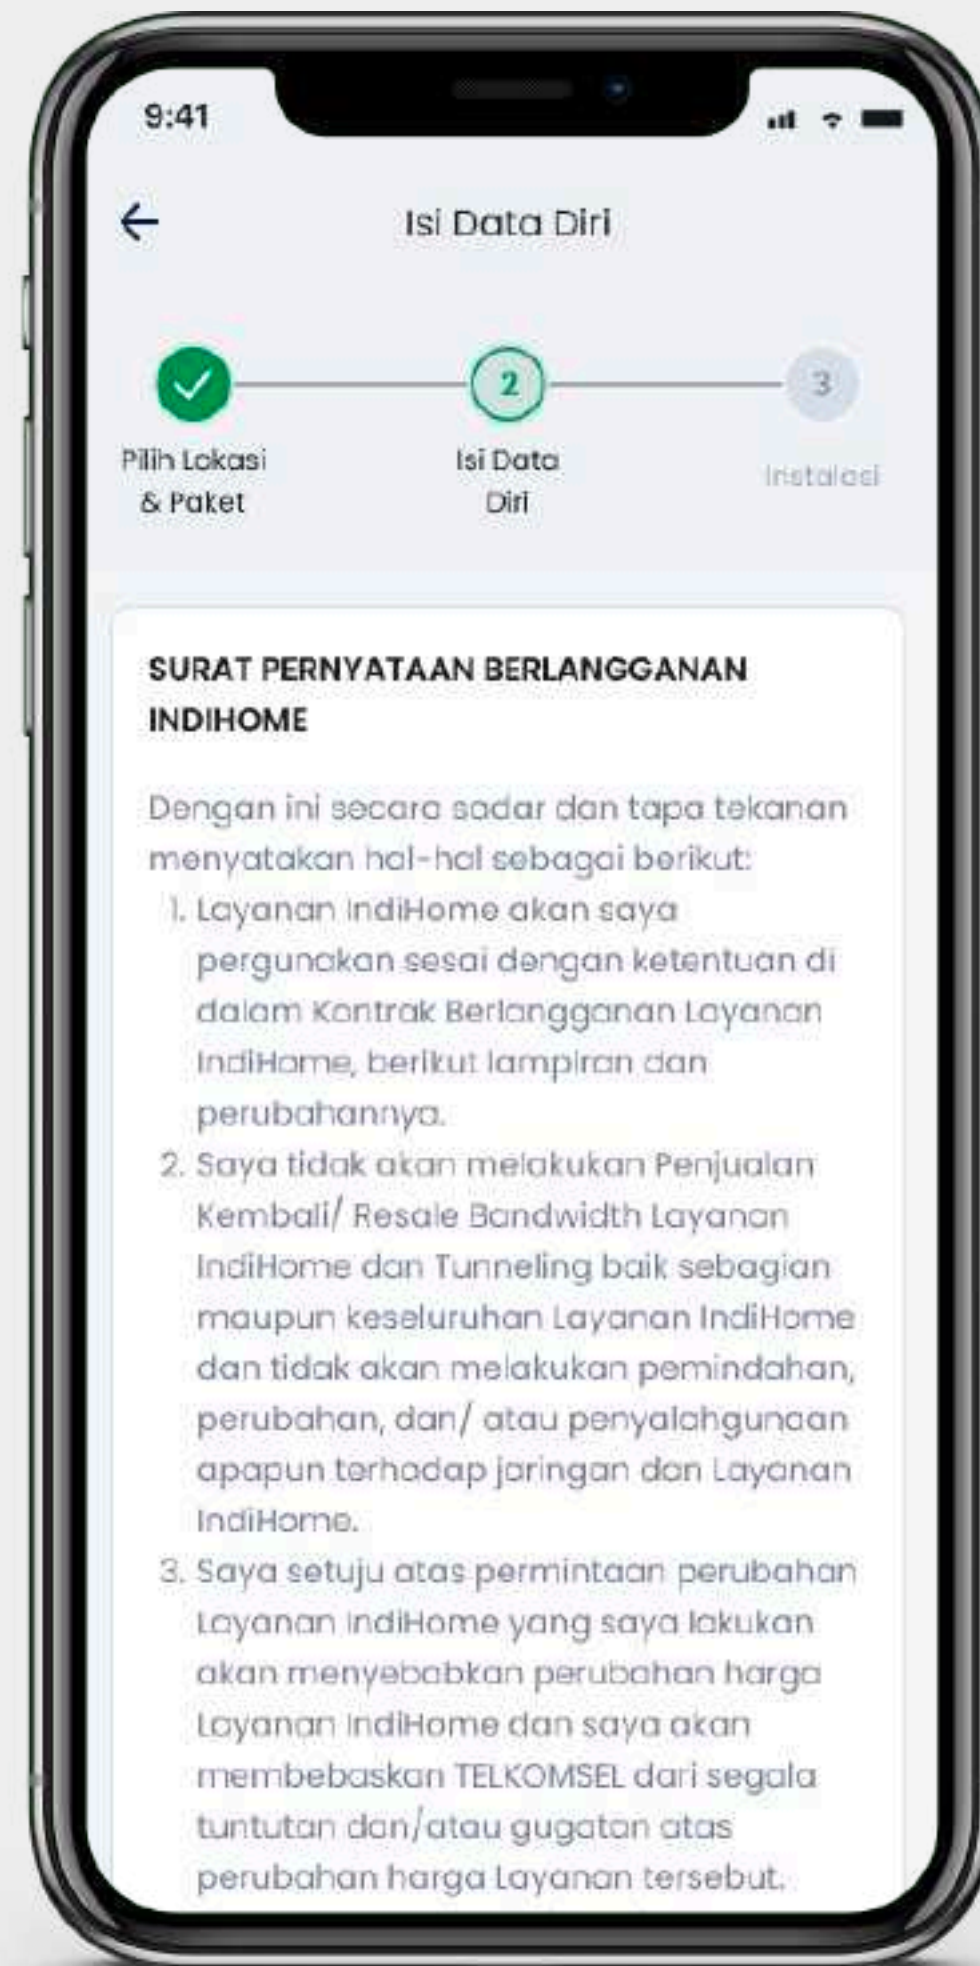 9:41
Isi Data Diri
2
3
Pilih Lokasi
& Paket
Isi Data
Diri
Instalasi
SURAT PERNYATAAN BERLANGGANAN
INDIHOME
Dengan ini secara sadar dan tapa tekanan
menyatakan hal-hal sebagai berikut:
1. Layanan IndiHome akan saya
pergunakan sesai dengan ketentuan di
dalam Kontrak Berlangganan Layanan
IndiHome, berikut lampiran dan
perubahannya.
2. Saya tidak akan melakukan Penjualan
Kembali/ Resale Bandwidth Layanan
IndiHome dan Tunneling baik sebagian
maupun keseluruhan Layanan IndiHome
dan tidak akan melakukan pemindahan,
perubahan, dan/ atau penyalahgunaan
apapun terhadap jaringan dan Layanan
IndiHome.
3. Saya setuju atas permintaan perubahan
Layanan IndiHome yang saya lakukan
akan menyebabkan perubahan harga
Layanan IndiHome dan saya akan
membebaskan TELKOMSEL dari segala
tuntutan dan/atau gugatan atas
perubahan harga Layanan tersebut.